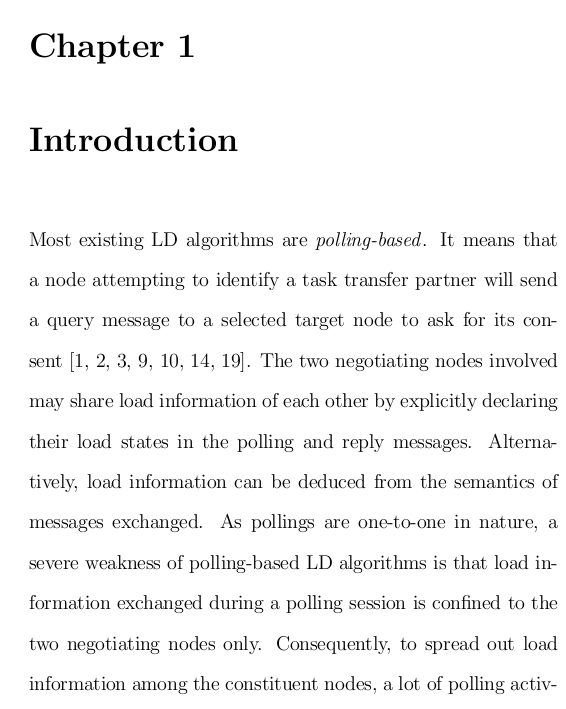 Chapter 1
Introduction
Most existing LD algorithms are polling-based. It means that
a node attempting to identify a task transfer partner will send
a query message to a selected target node to ask for its con-
sent [1, 2, 3, 9, 10, 14, 19]. The two negotiating nodes involved
may share load information of each other by explicitly declaring
their load states in the polling and reply messages. Alterna-
tively, load information can be deduced from the semantics of
messages exchanged. As pollings are one-to-one in nature, a
severe weakness of polling-based LD algorithms is that load in-
formation exchanged during a polling session is confined to the
two negotiating nodes only. Consequently, to spread out load
information among the constituent nodes, a lot of polling activ-